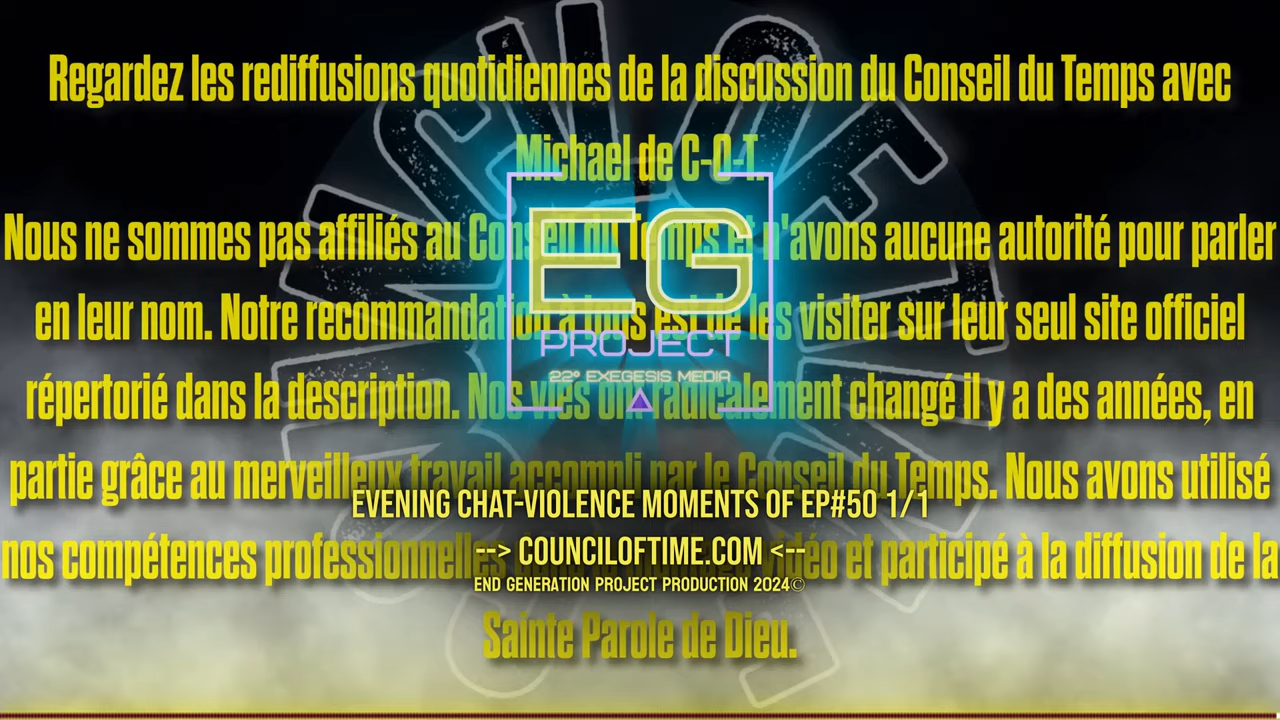 Regardez les rediffusions quotidiennes de la discussion du Conseil du Temps avec
Michael de C-O-T.
Nous ne sommes pas affiliés au Conseil du Temps et n'avons aucune autorité pour parler
en leur nom. Notre recommandation à tous est de les visiter sur leur seul site officiel
répertorié dans la description. Nos vies ont radicalement changé il y a des années, en
partie grâce au merveilleux travail accompli par le Conseil du Temps. Nous avons utilisé
nos compétences professionnelles vidéo et participé à la diffusion de la
Sainte Parole de Dieu.
EG
PROJECT
22° EXEGESIS MEDIA
EVENING CHAT-VIOLENCE MOMENTS OF EP#50 1/1
--> COUNCILOFTIME.COM <--
END GENERATION PROJECT PRODUCTION 2024©